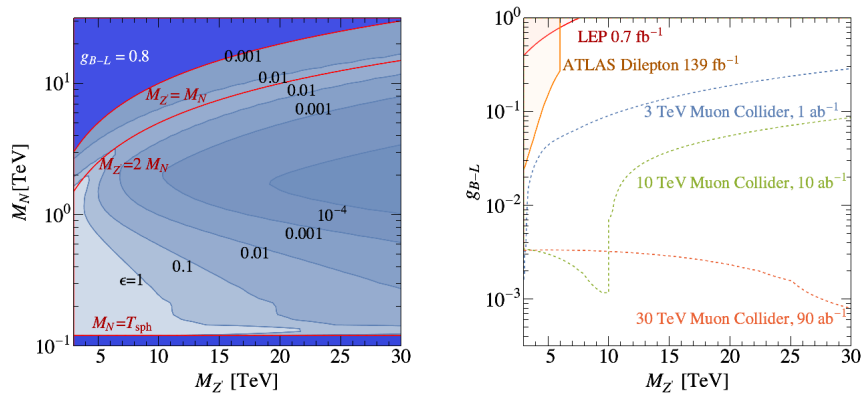 g_{B-L} = 0.8
0.001
0.01
M_{Z'} = M_N
0.01
0.001
M_{Z'}=2 M_N
10^{-4}
0.001
0.01
0.1
ϵ=1
M_N=T_{sph}
10^1
10^0
10^{-1}
M_N[TeV]
5 10 15 20 25 30
M_{Z'} [TeV]
LEP 0.7 fb^{-1}
ATLAS Dilepton 139 fb^{-1}
3 TeV Muon Collider, 1 ab^{-1}
10 TeV Muon Collider, 10 ab^{-1}
30 TeV Muon Collider, 90 ab^{-1}
10^0
10^{-1}
10^{-2}
10^{-3}
g_{B-L}
5 10 15 20 25 30
M_{Z'} [TeV]